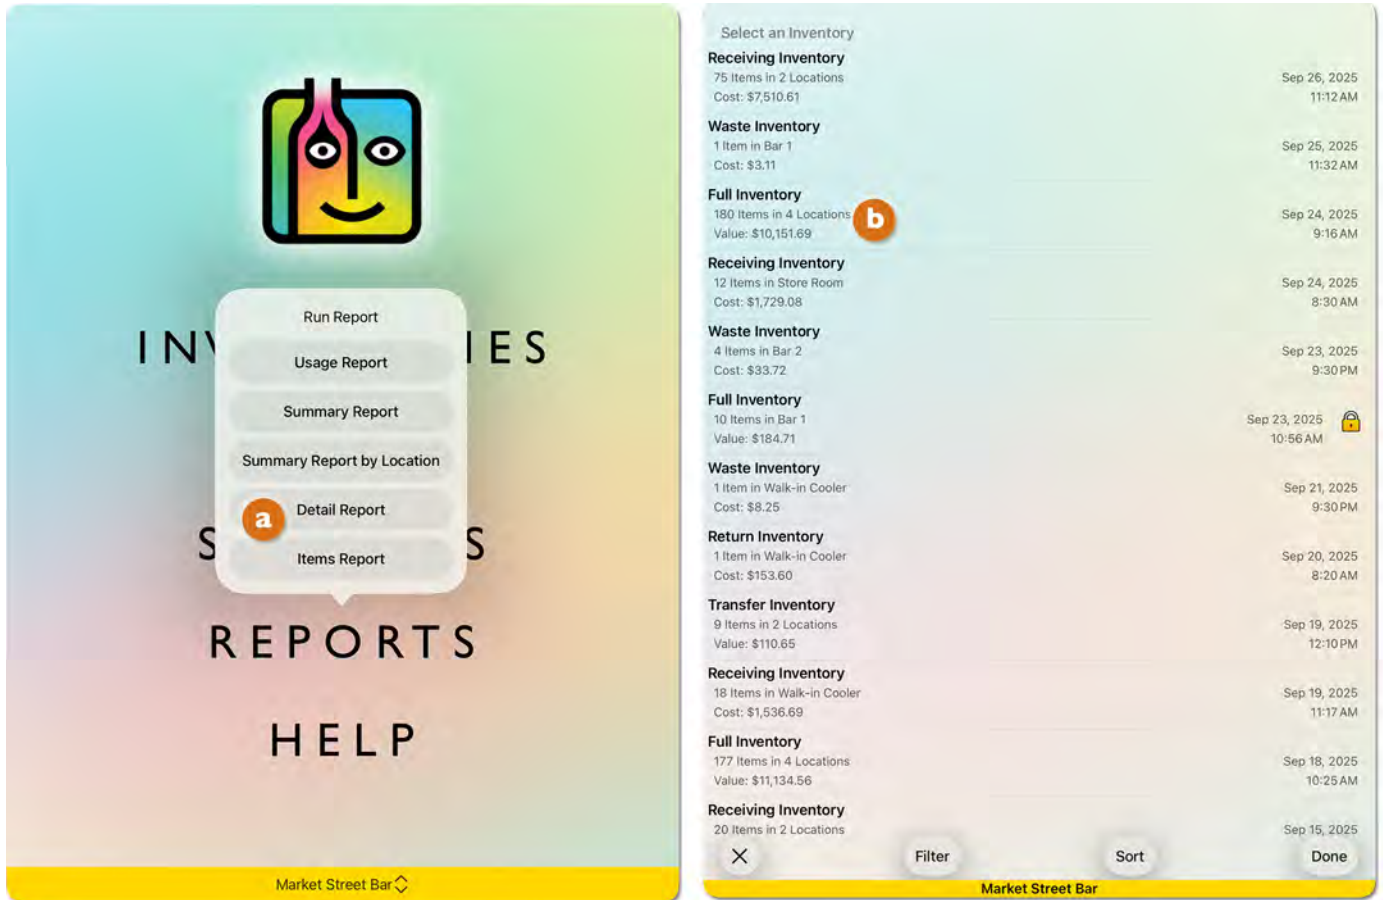 INV
IES
Run Report
Usage Report
Summary Report
Summary Report by Location
a
Detail Report
Items Report
S
S
REPORTS
HELP
Market Street Bar
Select an Inventory
Receiving Inventory
75 Items in 2 Locations
Sep 26, 2025
Cost: $7,510.61
11:12 AM
Waste Inventory
1 Item in Bar 1
Sep 25, 2025
Cost: $3.11
11:32 AM
Full Inventory
180 Items in 4 Locations
b
Sep 24, 2025
Value: $10,151.69
9:16 AM
Receiving Inventory
12 Items in Store Room
Sep 24, 2025
Cost: $1,729.08
8:30 AM
Waste Inventory
4 Items in Bar 2
Sep 23, 2025
Cost: $33.72
9:30 PM
Full Inventory
10 Items in Bar 1
Sep 23, 2025
Value: $184.71
10:56 AM
Waste Inventory
1 Item in Walk-in Cooler
Sep 21, 2025
Cost: $8.25
9:30 PM
Return Inventory
1 Item in Walk-in Cooler
Sep 20, 2025
Cost: $153.60
8:20 AM
Transfer Inventory
9 Items in 2 Locations
Sep 19, 2025
Value: $110.65
12:10 PM
Receiving Inventory
18 Items in Walk-in Cooler
Sep 19, 2025
Cost: $1,536.69
11:17 AM
Full Inventory
177 Items in 4 Locations
Sep 18, 2025
Value: $11,134.56
10:25 AM
Receiving Inventory
20 Items in 2 Locations
Sep 15, 2025
Filter
Sort
Done
Market Street Bar